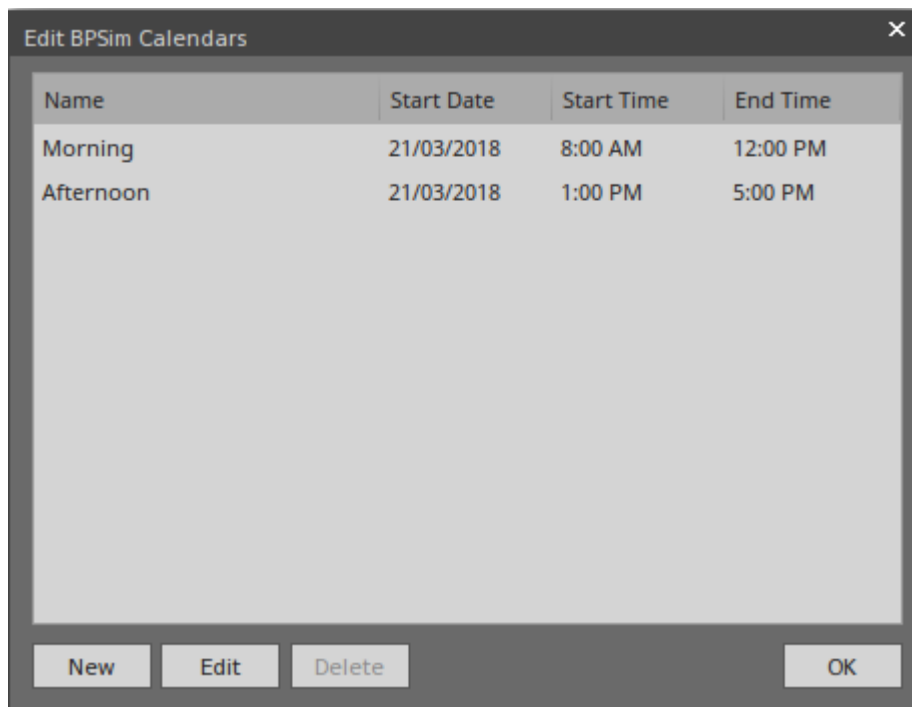 Edit BPSim Calendars
Name Start Date Start Time End Time
Morning 21/03/2018 8:00 AM 12:00 PM
Afternoon 21/03/2018 1:00 PM 5:00 PM
New Edit Delete OK